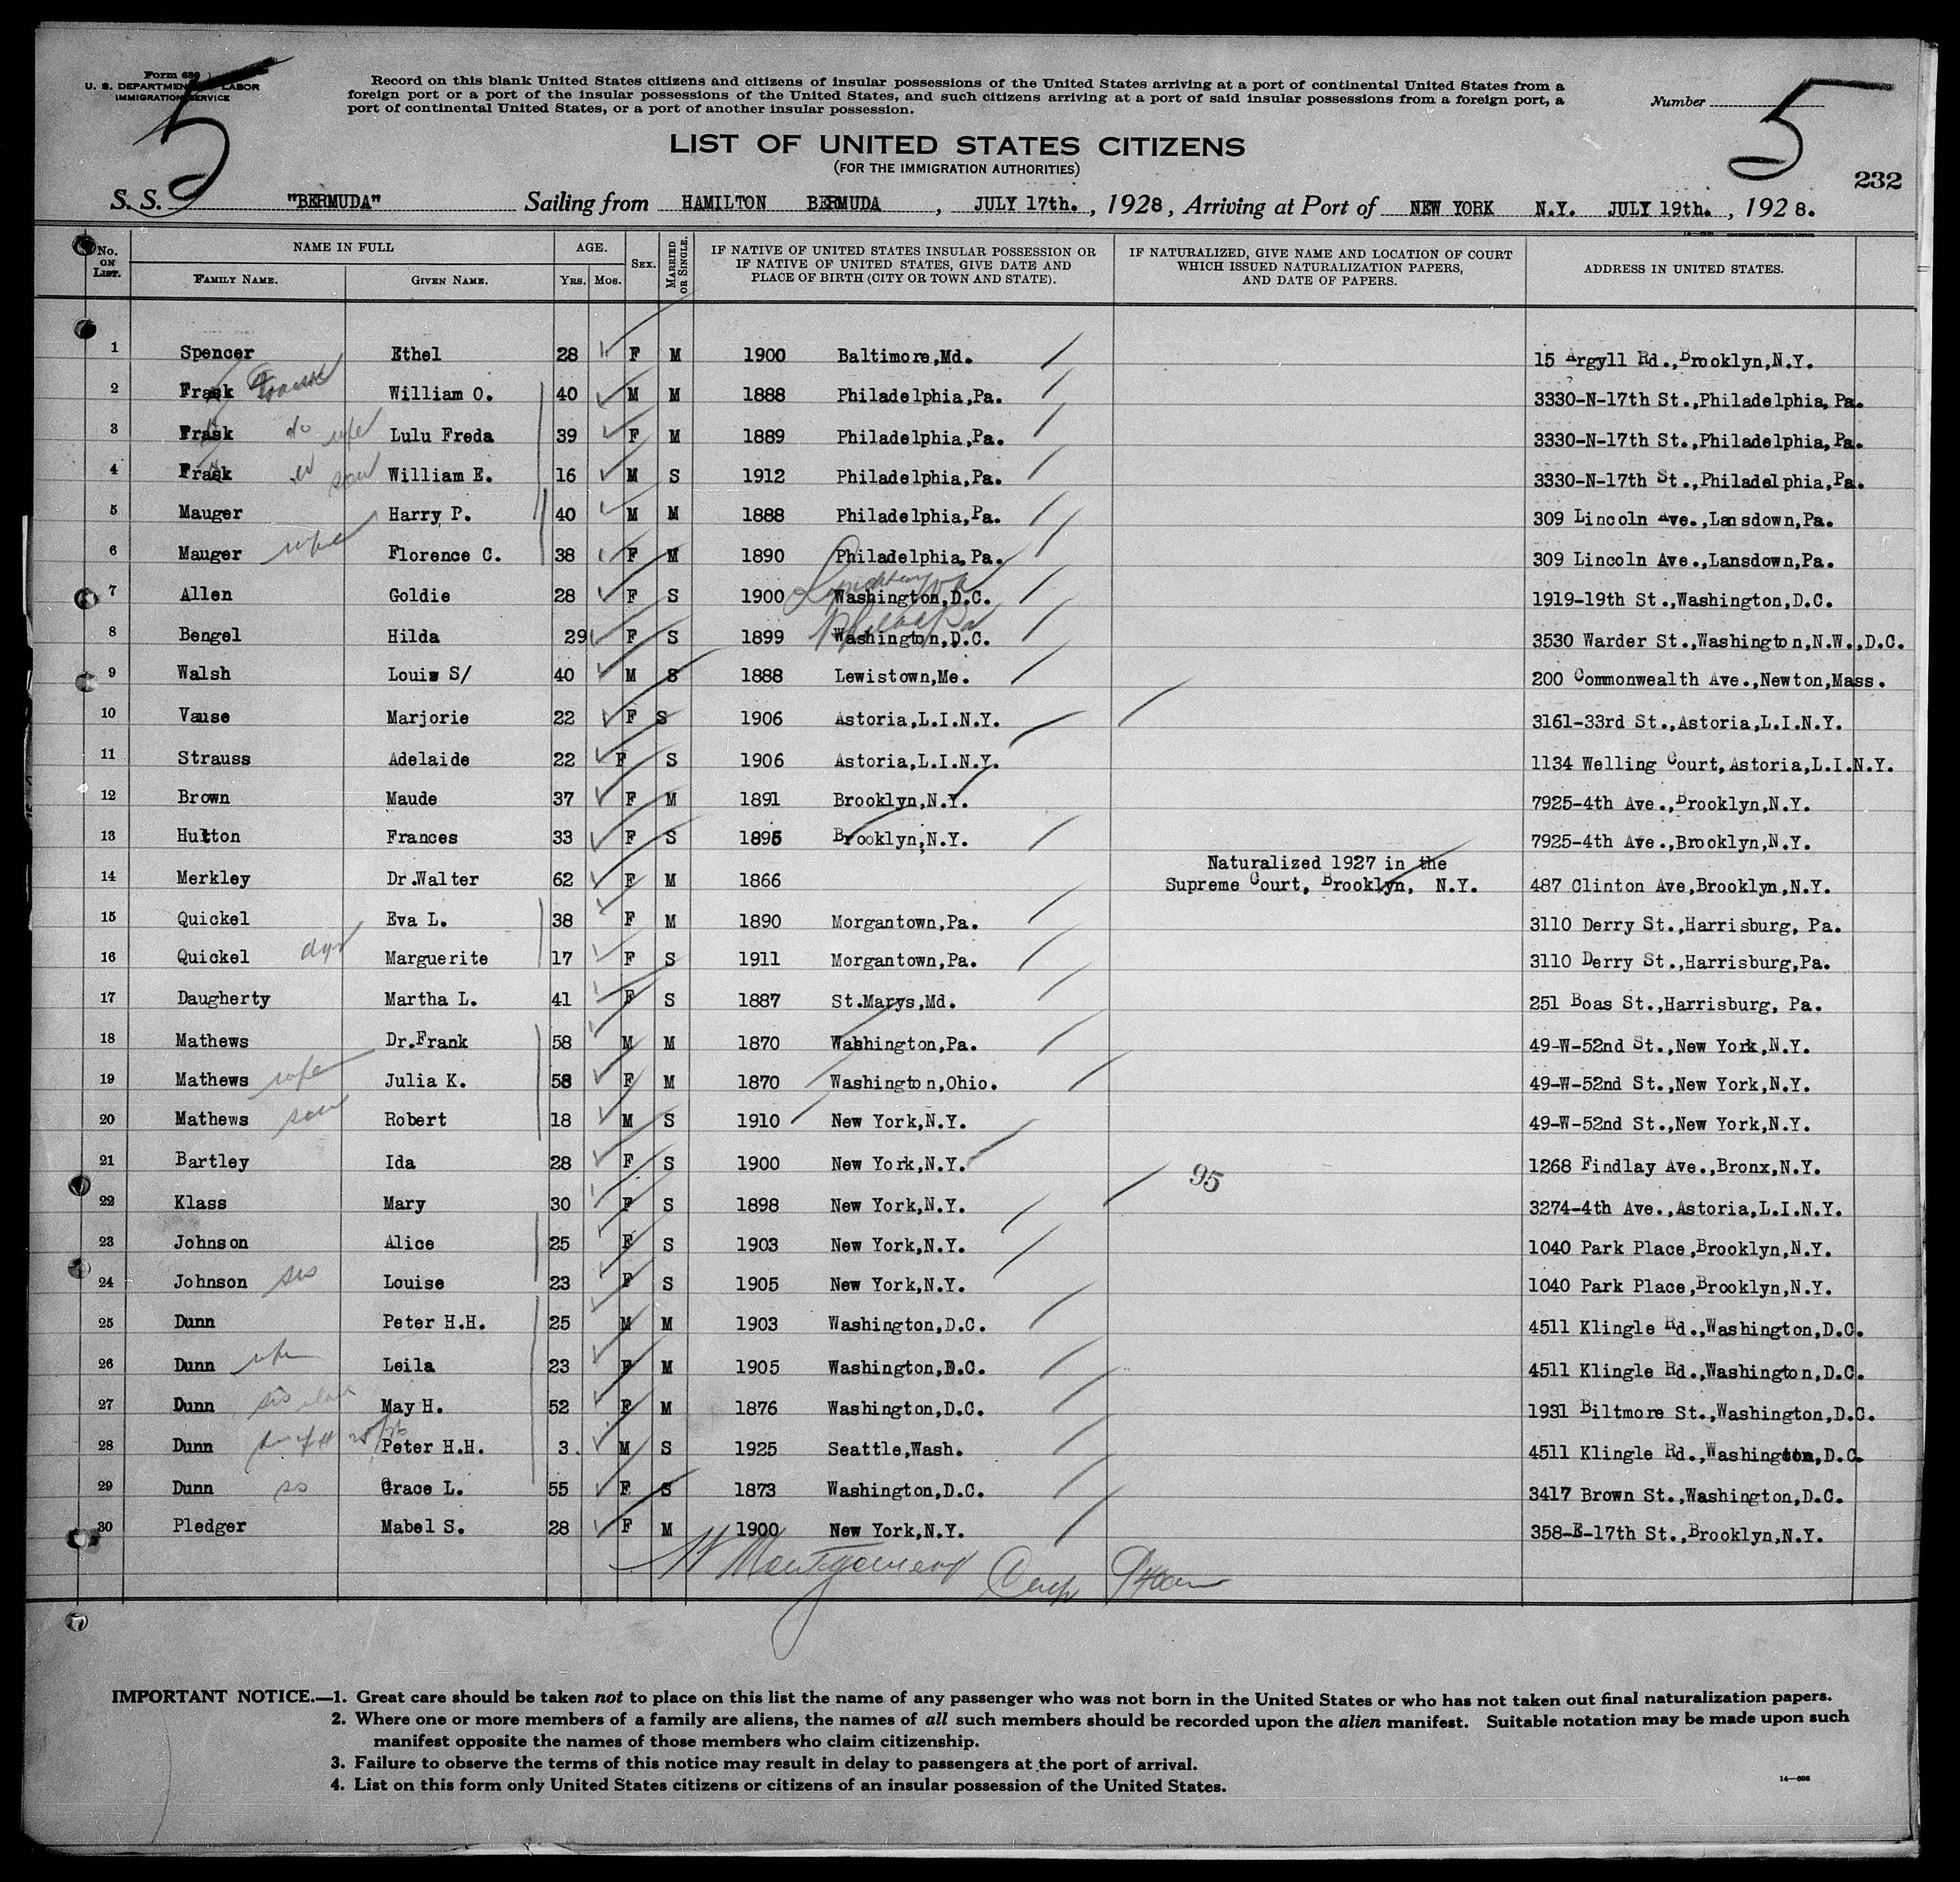 Form 630
U. S. DEPARTMENT LABOR
IMMIGRATION SERVICE
5
Record on this blank United States citizens and citizens of insular possessions of the United States arriving at a port of continental United States from a
foreign port or a port of the insular possessions of the United States, and such citizens arriving at a port of said insular possessions from a foreign port, a
port of continental United States, or a port of another insular possession.
Number
5
LIST OF UNITED STATES CITIZENS
(FOR THE IMMIGRATION AUTHORITIES)
232
S. S. "BERMUDA" Sailing from HAMILTON BERMUDA, JULY 17th., 1928, Arriving at Port of NEW YORK N.Y. JULY 19th., 1928.
No. ON LIST. NAME IN FULL AGE. SEX. MARRIED OR SINGLE. IF NATIVE OF UNITED STATES INSULAR POSSESSION OR IF NATIVE OF UNITED STATES, GIVE DATE AND PLACE OF BIRTH (CITY OR TOWN AND STATE). IF NATURALIZED, GIVE NAME AND LOCATION OF COURT WHICH ISSUED NATURALIZATION PAPERS, AND DATE OF PAPERS. ADDRESS IN UNITED STATES.
FAMILY NAME. GIVEN NAME. YRS. MOS.
1 Spencer Ethel 28 F M 1900 Baltimore,Md. 15 Argyll Rd.,Brooklyn,N.Y.
2 Frask William O. 40 M M 1888 Philadelphia,Pa. 3330-N-17th St.,Philadelphia,Pa.
3 Frask do wife Lulu Freda 39 F M 1889 Philadelphia,Pa. 3330-N-17th St.,Philadelphia,Pa.
4 Frask son William E. 16 M S 1912 Philadelphia,Pa. 3330-N-17th St.,Philadelphia,Pa.
5 Mauger Harry P. 40 M M 1888 Philadelphia,Pa. 309 Lincoln Ave.,Lansdown,Pa.
6 Mauger wife Florence C. 38 F M 1890 Philadelphia,Pa. 309 Lincoln Ave.,Lansdown,Pa.
7 Allen Goldie 28 F S 1900 Washington,D.C. 1919-19th St.,Washington,D.C.
8 Bengel Hilda 29 F S 1899 Washington,D.C. 3530 Warder St.,Washington,N.W.,D.C.
9 Walsh Louis S/ 40 M S 1888 Lewistown,Me. 200 Commonwealth Ave.,Newton,Mass.
10 Vause Marjorie 22 F S 1906 Astoria,L.I.N.Y. 3161-33rd St.,Astoria,L.I.N.Y.
11 Strauss Adelaide 22 F S 1906 Astoria,L.I.N.Y. 1134 Welling Court,Astoria,L.I.N.Y.
12 Brown Maude 37 F M 1891 Brooklyn,N.Y. 7925-4th Ave.,Brooklyn,N.Y.
13 Hutton Frances 33 F S 1895 Brooklyn,N.Y. 7925-4th Ave.,Brooklyn,N.Y.
Naturalized 1927 in the
14 Merkley Dr.Walter 62 F M 1866 Supreme Court, Brooklyn, N.Y. 487 Clinton Ave,Brooklyn,N.Y.
15 Quickel Eva L. 38 F M 1890 Morgantown,Pa. 3110 Derry St.,Harrisburg, Pa.
16 Quickel Marguerite 17 F S 1911 Morgantown,Pa. 3110 Derry St.,Harrisburg,Pa.
17 Daugherty Martha L. 41 F S 1887 St.Marys,Md. 251 Boas St.,Harrisburg, Pa.
18 Mathews Dr.Frank 58 M M 1870 Washington,Pa. 49-W-52nd St.,New York,N.Y.
19 Mathews wife Julia K. 58 F M 1870 Washington,Ohio. 49-W-52nd St.,New York,N.Y.
20 Mathews son Robert 18 M S 1910 New York,N.Y. 49-W-52nd St.,New York,N.Y.
21 Bartley Ida 28 F S 1900 New York,N.Y. 1268 Findlay Ave.,Bronx,N.Y.
95
22 Klass Mary 30 F S 1898 New York,N.Y. 3274-4th Ave.,Astoria,L.I.N.Y.
23 Johnson Alice 25 F S 1903 New York,N.Y. 1040 Park Place,Brooklyn,N.Y.
24 Johnson sis Louise 23 F S 1905 New York,N.Y. 1040 Park Place,Brooklyn,N.Y.
25 Dunn Peter H.H. 25 M M 1903 Washington,D.C. 4511 Klingle Rd.,Washington,D.C.
26 Dunn wife Leila 23 F M 1905 Washington,D.C. 4511 Klingle Rd.,Washington,D.C.
27 Dunn May H. 52 F M 1876 Washington,D.C. 1931 Biltmore St.,Washington,D.C.
28 Dunn Peter H.H. 3. M S 1925 Seattle,Wash. 4511 Klingle Rd.,Washington,D.C.
29 Dunn Grace L. 55 F S 1873 Washington,D.C. 3417 Brown St.,Washington,D.C.
30 Pledger Mabel S. 28 F M 1900 New York,N.Y. 358-E-17th St.,Brooklyn,N.Y.
Montgomery
IMPORTANT NOTICE.—1. Great care should be taken not to place on this list the name of any passenger who was not born in the United States or who has not taken out final naturalization papers.
2. Where one or more members of a family are aliens, the names of all such members should be recorded upon the alien manifest. Suitable notation may be made upon such
manifest opposite the names of those members who claim citizenship.
3. Failure to observe the terms of this notice may result in delay to passengers at the port of arrival.
4. List on this form only United States citizens or citizens of an insular possession of the United States.